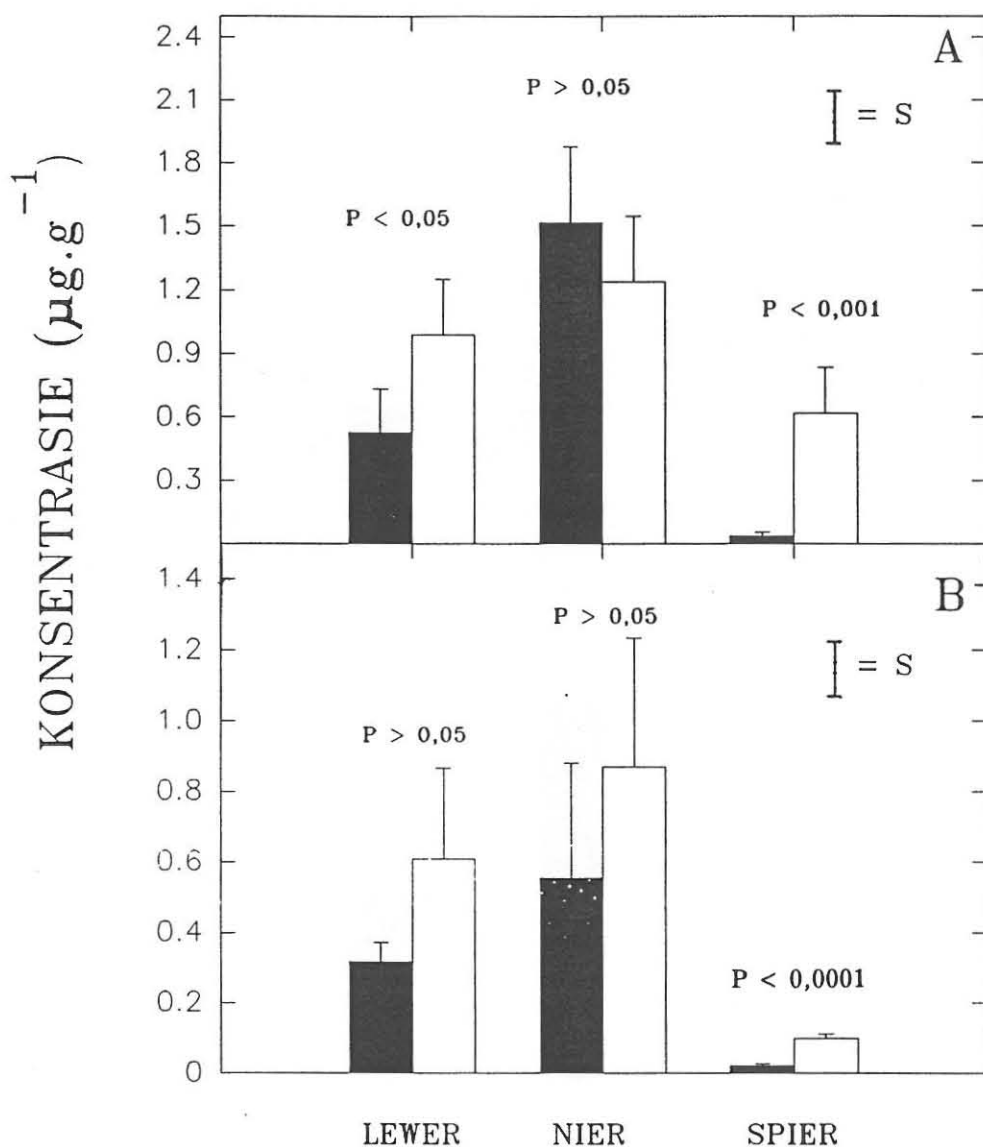 KONSENTRASIE (µg.g⁻¹)
A
2.4
2.1
1.8
1.5
1.2
0.9
0.6
0.3
P < 0,05
P > 0,05
P < 0,001
= S
B
1.4
1.2
1.0
0.8
0.6
0.4
0.2
0
P > 0,05
P > 0,05
P < 0,0001
= S
LEWER NIER SPIER